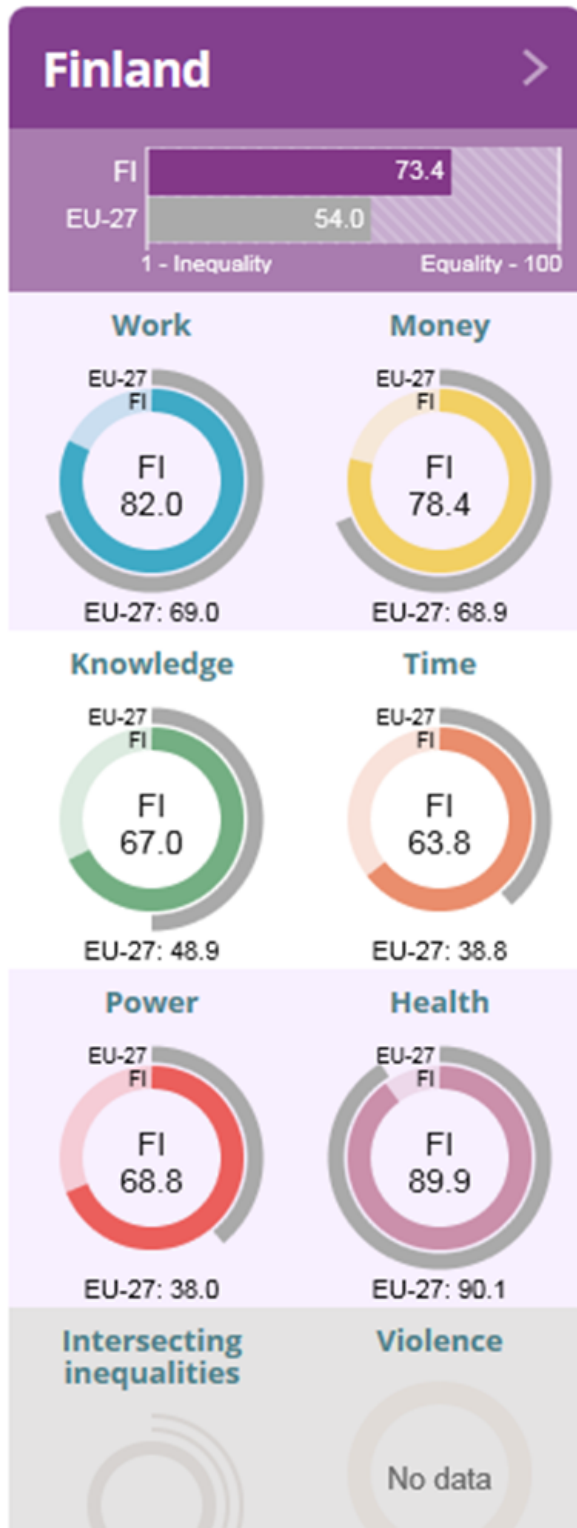 Finland
FI 73.4
EU-27 54.0
1 - Inequality Equality - 100
Work Money
EU-27 EU-27
FI FI
FI FI
82.0 78.4
EU-27: 69.0 EU-27: 68.9
Knowledge Time
EU-27 EU-27
FI FI
FI FI
67.0 63.8
EU-27: 48.9 EU-27: 38.8
Power Health
EU-27 EU-27
FI FI
FI FI
68.8 89.9
EU-27: 38.0 EU-27: 90.1
Intersecting Violence
inequalities
No data